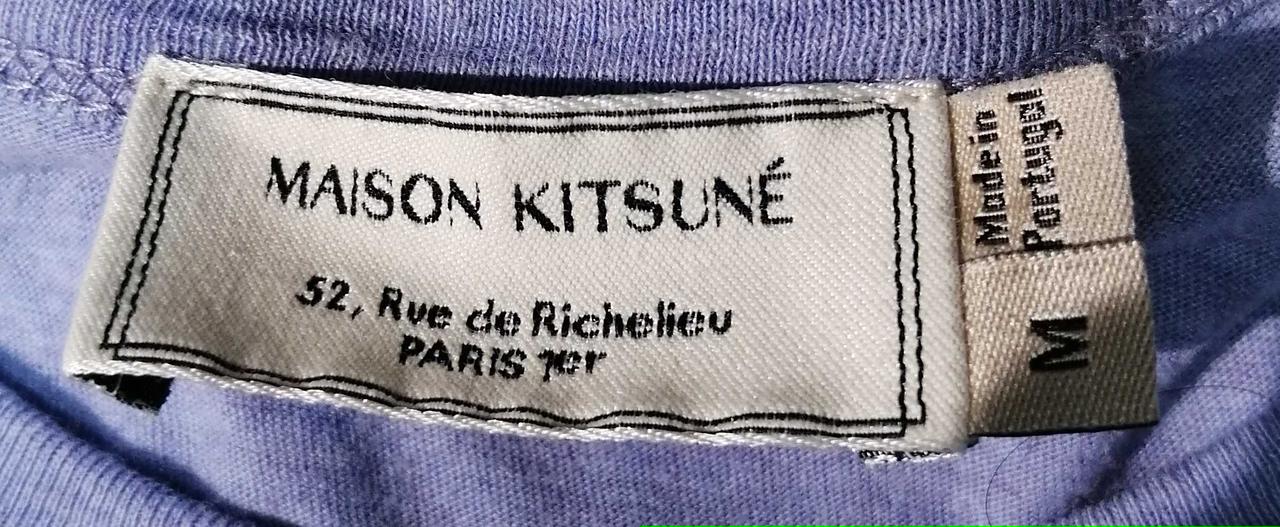 MAISON KITSUNÉ
52, Rue de Richelieu
PARIS 1er
Made in
Portugal
M